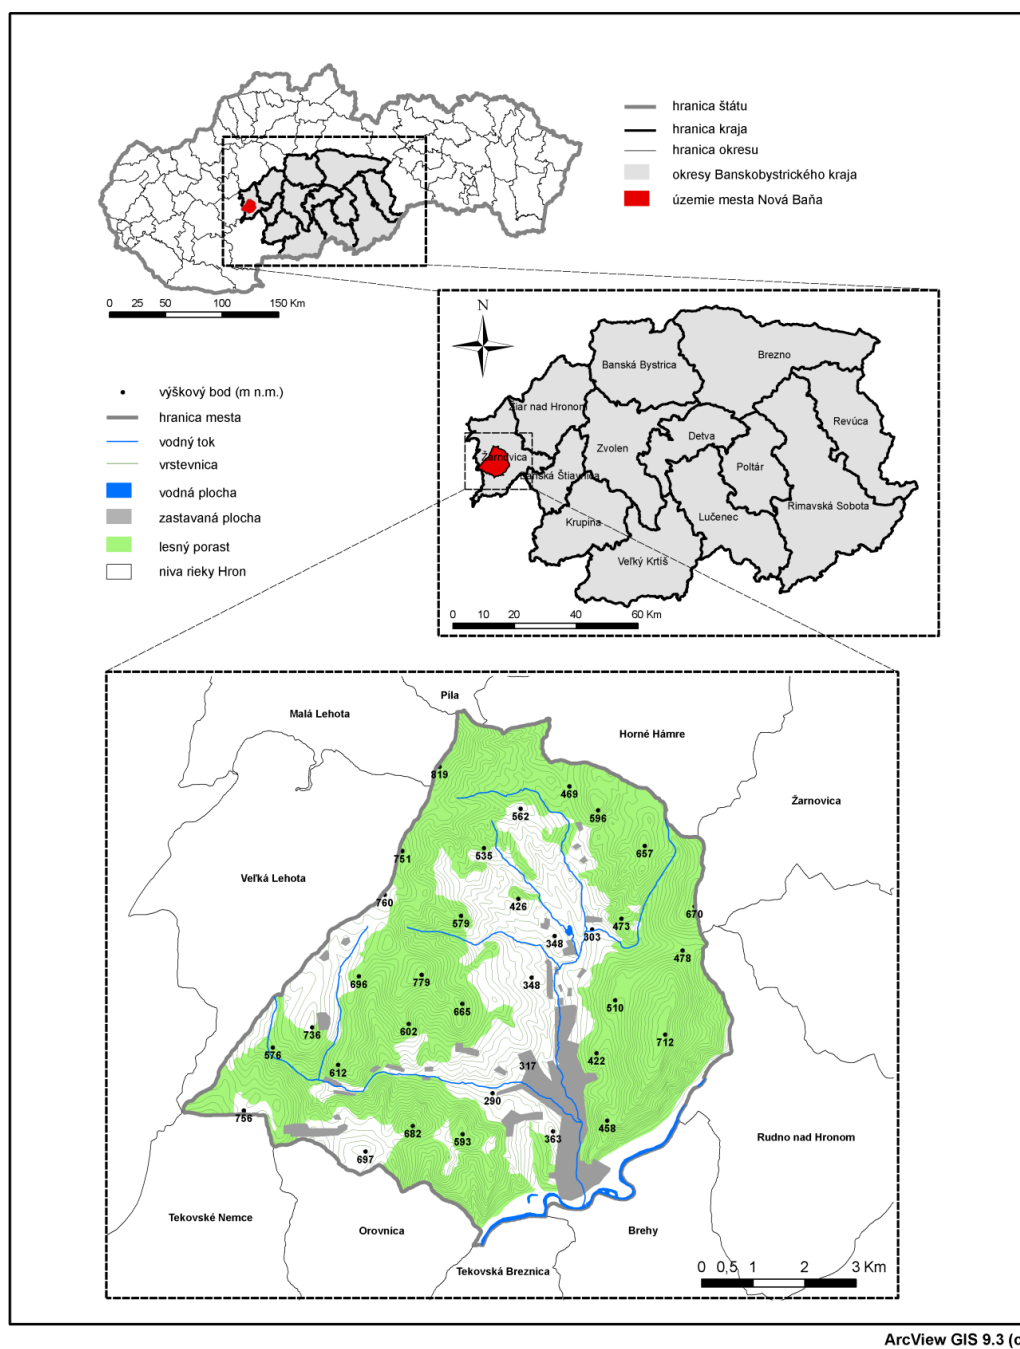 hranica štátu
hranica kraja
hranica okresu
okresy Banskobystrického kraja
územie mesta Nová Baňa
0 25 50 100 150 Km
N
Banská Bystrica
Brezno
Žiar nad Hronom
Revúca
Detva
Zvolen
Žarnovica
Poltár
Banská Štiavnica
Rimavská Sobota
Lučenec
Krupina
Veľký Krtíš
0 10 20 40 60 Km
výškový bod (m n.m.)
hranica mesta
vodný tok
vrstevnica
vodná plocha
zastavaná plocha
lesný porast
niva rieky Hron
Píla
Malá Lehota
Horné Hámre
819
469
Žarnovica
562
596
535
657
751
Veľká Lehota
760
426
670
579
473
303
348
478
696
779
348
665
510
736
602
712
576
422
612
317
290
756
458
682
593
363
Rudno nad Hronom
697
Tekovské Nemce
Orovnica
Brehy
Tekovská Breznica
0 0,5 1 2 3 Km
ArcView GIS 9.3 (